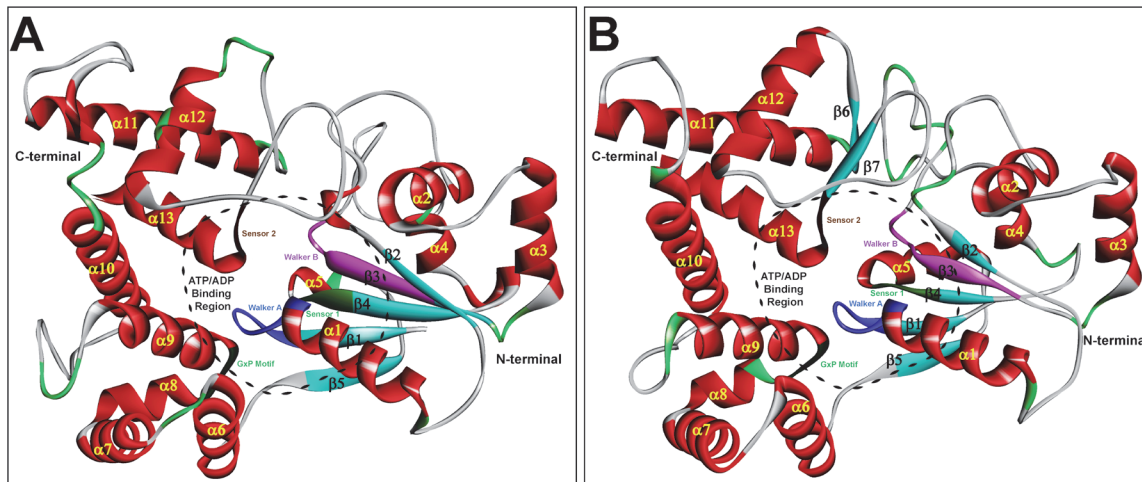 A
α12
α11
C-terminal
α2
α13
Sensor 2
α4
α3
β2
Walker B
α10
β3
ATP/ADP
Binding
Region
α5
β4
Walker A
Sensor 1
α1
β1
N-terminal
α9
GxP Motif
β5
α8
α6
α7
B
α12
β6
α11
C-terminal
β7
α2
Sensor 2
α13
α4
α3
Walker B
β2
α10
α5
β3
ATP/ADP
Binding
Region
Sensor 1
β4
Walker A
β1
N-terminal
α9
α1
GxP Motif
β5
α8
α6
α7